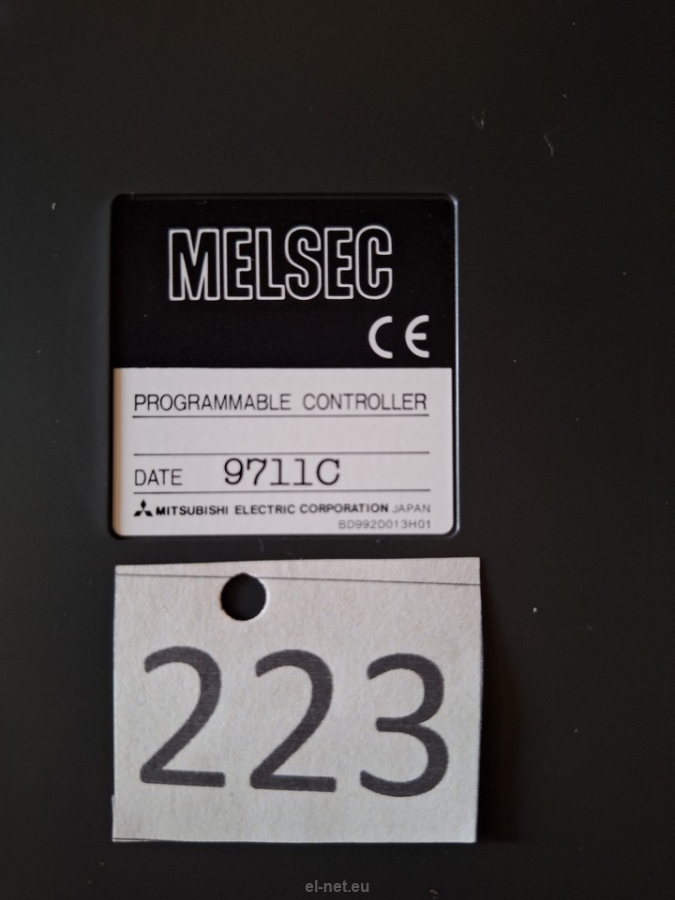 MELSEC
CE
PROGRAMMABLE CONTROLLER
DATE 9711C
MITSUBISHI ELECTRIC CORPORATION JAPAN
BD992D013H01
223
el-net.eu